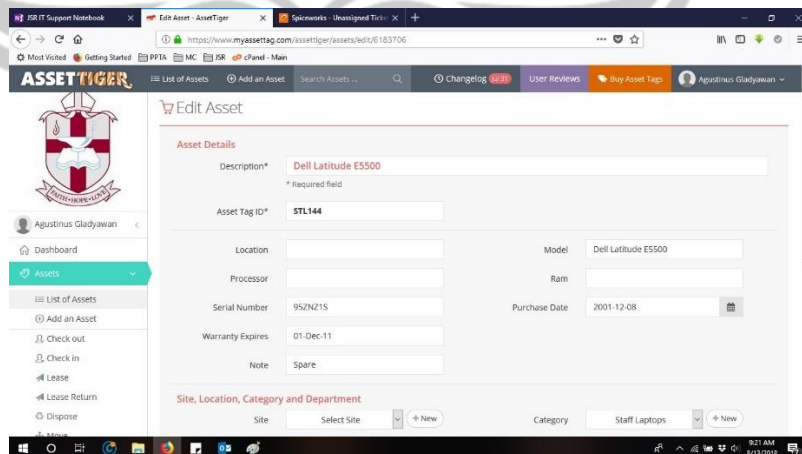 JSR IT Support Notebook
Edit Asset - AssetTiger
Spiceworks - Unassigned Ticke
https://www.myassettag.com/assettiger/assets/edit/6183706
Most Visited Getting Started PPTA MC JSR cPanel - Main
ASSETTIGER
List of Assets
Add an Asset
Search Assets ...
Changelog Jul 31
User Reviews
Buy Asset Tags
Agustinus Gladyawan
FAITH•HOPE•LOVE
Agustinus Gladyawan
Dashboard
Assets
List of Assets
Add an Asset
Check out
Check in
Lease
Lease Return
Dispose
Move
Edit Asset
Asset Details
Description* Dell Latitude E5500
* Required field
Asset Tag ID* STL144
Location
Model Dell Latitude E5500
Processor
Ram
Serial Number 95ZNZ1S
Purchase Date 2001-12-08
Warranty Expires 01-Dec-11
Note Spare
Site, Location, Category and Department
Site Select Site + New
Category Staff Laptops + New
9:21 AM
8/13/2018